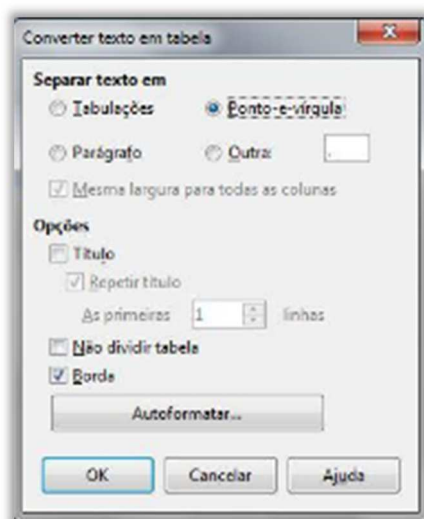 Converter texto em tabela
Separar texto em
Tabulações Ponto-e-vírgula
Parágrafo Outra: ,
Mesma largura para todas as colunas
Opções
Título
Repetir título
As primeiras 1 linhas
Não dividir tabela
Borda
Autoformatar...
OK Cancelar Ajuda